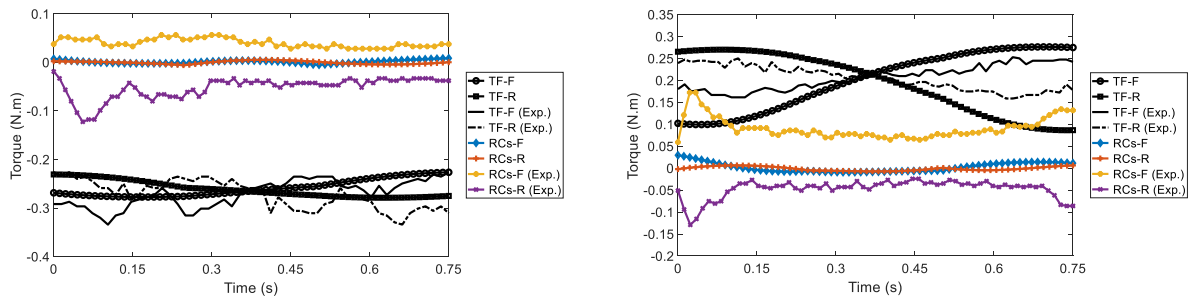 0.1
0
-0.1
-0.2
-0.3
-0.4
Torque (N.m)
0
0.15
0.3
0.45
0.6
0.75
Time (s)
TF-F
TF-R
TF-F (Exp.)
TF-R (Exp.)
RCs-F
RCs-R
RCs-F (Exp.)
RCs-R (Exp.)
0.35
0.3
0.25
0.2
0.15
0.1
0.05
0
-0.05
-0.1
-0.15
-0.2
Torque (N.m)
0
0.15
0.3
0.45
0.6
0.75
Time (s)
TF-F
TF-R
TF-F (Exp.)
TF-R (Exp.)
RCs-F
RCs-R
RCs-F (Exp.)
RCs-R (Exp.)